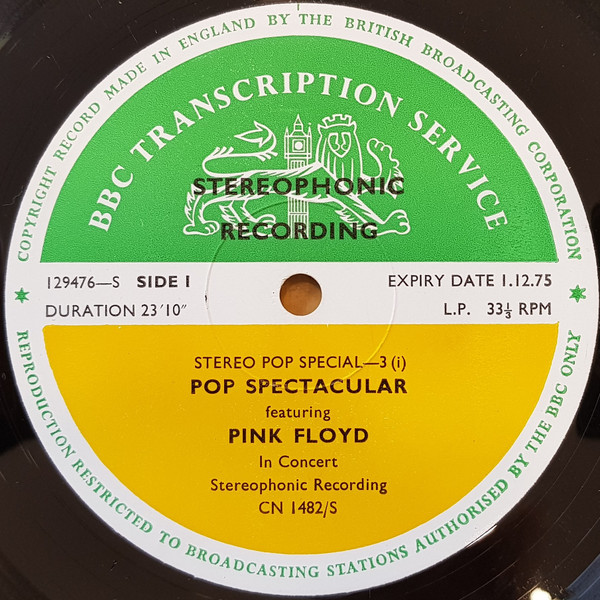 COPYRIGHT RECORD MADE IN ENGLAND BY THE BRITISH BROADCASTING CORPORATION
BBC TRANSCRIPTION SERVICE
STEREOPHONIC
RECORDING
129476—S SIDE I
EXPIRY DATE 1.12.75
DURATION 23′10″
L.P. 33⅓ RPM
STEREO POP SPECIAL—3 (i)
POP SPECTACULAR
featuring
PINK FLOYD
In Concert
Stereophonic Recording
CN 1482/S
REPRODUCTION RESTRICTED TO BROADCASTING STATIONS AUTHORISED BY THE BBC ONLY